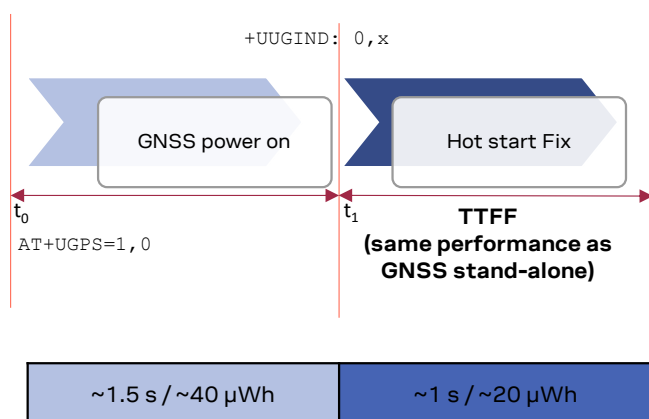 +UUGIND: 0,x
GNSS power on
Hot start Fix
t0
t1
TTFF
(same performance as
GNSS stand-alone)
AT+UGPS=1,0
~1.5 s / ~40 µWh
~1 s / ~20 µWh